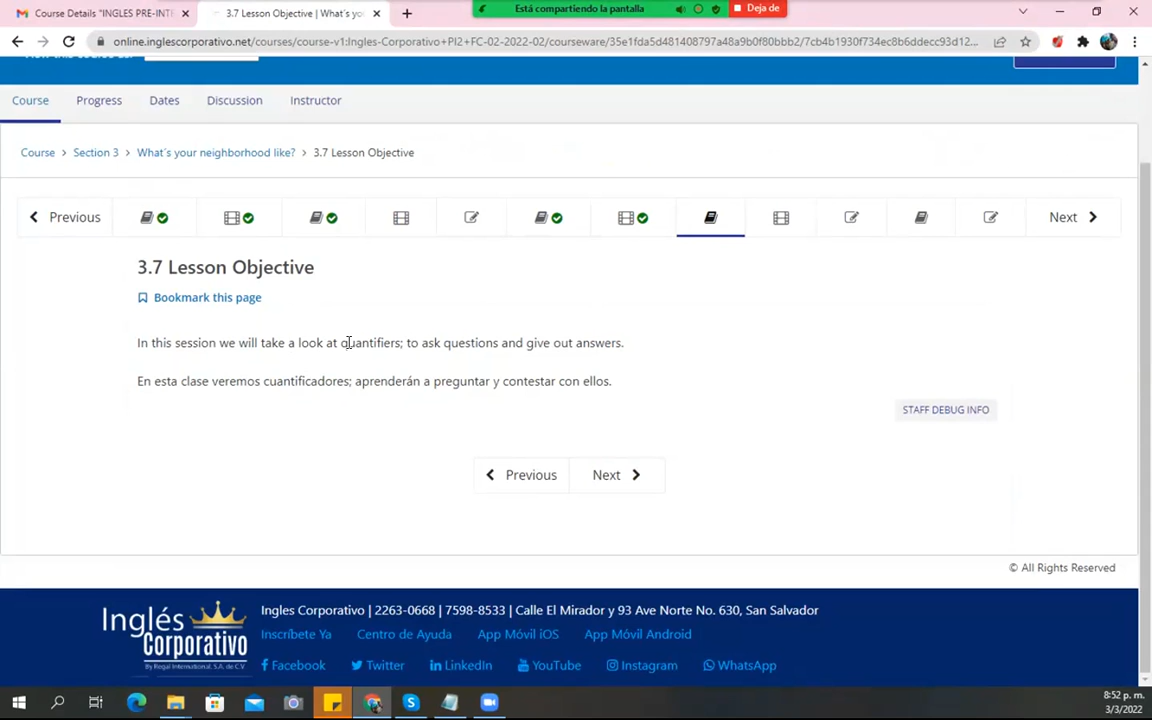 Course Details "INGLES PRE-INTE
3.7 Lesson Objective | What's yo
Está compartiendo la pantalla
Deja de
online.inglescorporativo.net/courses/course-v1:Ingles-Corporativo+PI2+FC-02-2022-02/courseware/35e1fda5d481408797a48a9b0f80bbb2/7cb4b1930f734ec8b6ddecc93d12...
Course Progress Dates Discussion Instructor
Course > Section 3 > What's your neighborhood like? > 3.7 Lesson Objective
Previous
Next
3.7 Lesson Objective
Bookmark this page
In this session we will take a look at quantifiers; to ask questions and give out answers.
En esta clase veremos cuantificadores; aprenderán a preguntar y contestar con ellos.
STAFF DEBUG INFO
Previous Next
© All Rights Reserved
Inglés
Corporativo
By Regal International, S.A. de C.V.
Ingles Corporativo | 2263-0668 | 7598-8533 | Calle El Mirador y 93 Ave Norte No. 630, San Salvador
Inscríbete Ya Centro de Ayuda App Móvil iOS App Móvil Android
Facebook Twitter LinkedIn YouTube Instagram WhatsApp
8:52 p. m.
3/3/2022